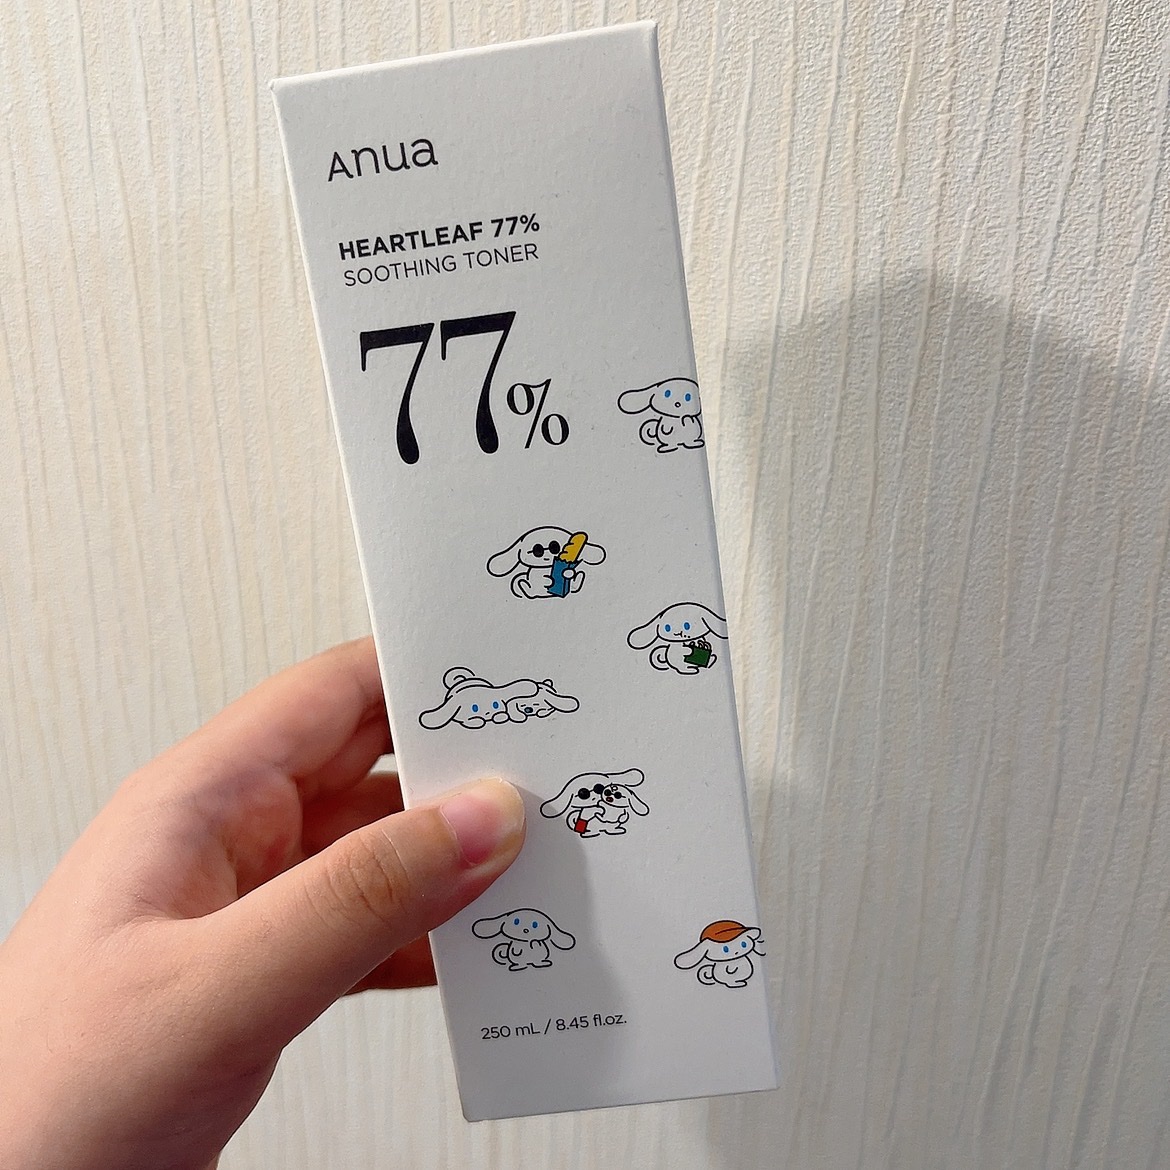 Anua
HEARTLEAF 77%
SOOTHING TONER
77%
250 mL / 8.45 fl.oz.